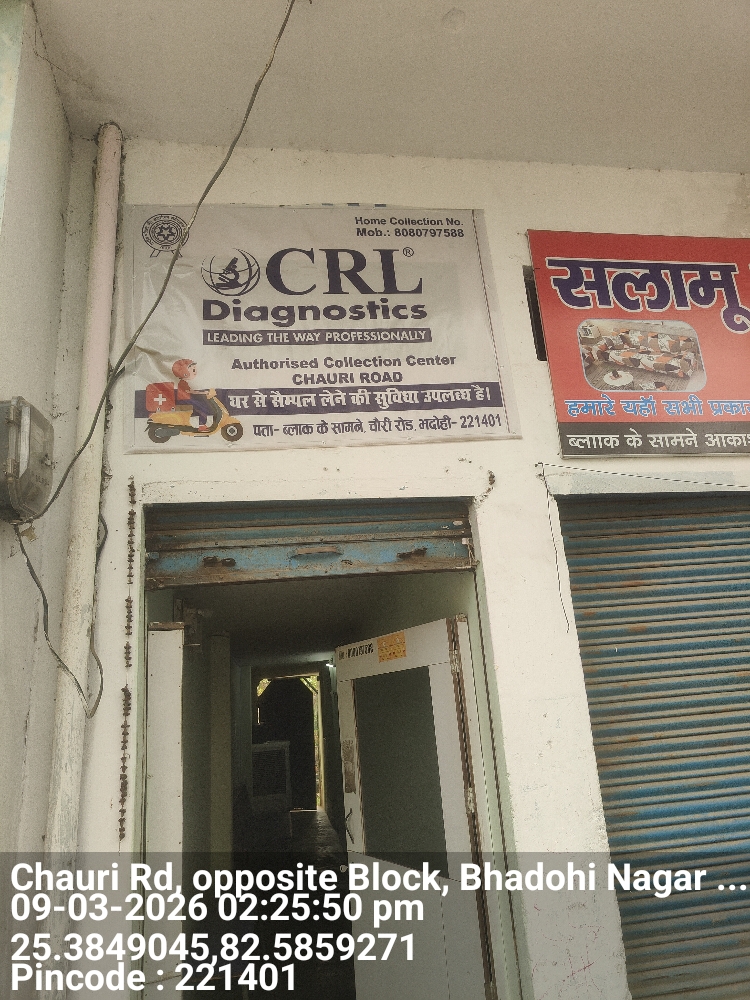 Home Collection No.
Mob.: 8080797588
CRL®
Diagnostics
LEADING THE WAY PROFESSIONALLY
Authorised Collection Center
CHAURI ROAD
घर से सैम्पल लेने की सुविधा उपलब्ध है।
पता- ब्लाक के सामने, चौरी रोड, भदोही- 221401
सलामू
हमारे यहाँ सभी प्रका
ब्लााक के सामने आका
Chauri Rd, opposite Block, Bhadohi Nagar ...
09-03-2026 02:25:50 pm
25.3849045,82.5859271
Pincode : 221401